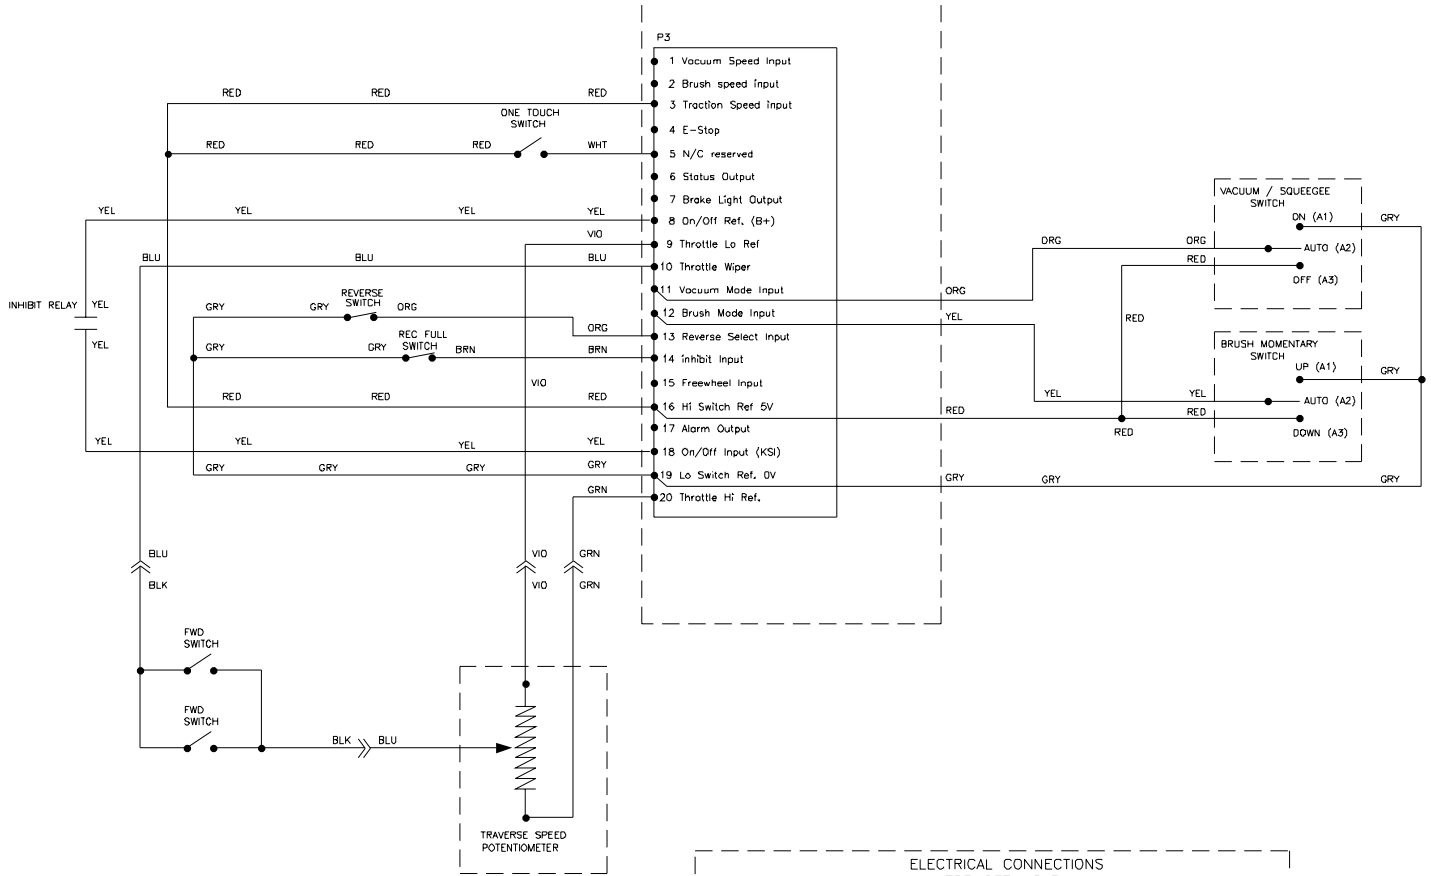 P3
1 Vacuum Speed Input
2 Brush speed input
RED RED RED
3 Traction Speed input
ONE TOUCH
SWITCH
4 E-Stop
RED RED RED WHT
5 N/C reserved
6 Status Output
7 Brake Light Output
YEL YEL YEL YEL
8 On/Off Ref. (B+)
VIO
9 Throttle Lo Ref
BLU BLU BLU
10 Throttle Wiper
11 Vacuum Mode Input
ORG
12 Brush Mode Input
YEL
REVERSE
SWITCH
GRY GRY ORG
ORG
13 Reverse Select Input
INHIBIT RELAY
YEL
YEL
REC FULL
SWITCH
GRY GRY BRN BRN
14 inhibit Input
VIO
15 Freewheel Input
RED RED RED
16 Hi Switch Ref 5V
RED
17 Alarm Output
YEL YEL YEL YEL
18 On/Off Input (KSI)
GRY GRY GRY GRY
19 Lo Switch Ref. 0V
GRY GRY GRY
GRN
20 Throttle Hi Ref.
VACUUM / SQUEEGEE
SWITCH
ON (A1)
GRY
ORG ORG
AUTO (A2)
RED
OFF (A3)
RED
BRUSH MOMENTARY
SWITCH
UP (A1)
GRY
YEL YEL
AUTO (A2)
RED
RED
DOWN (A3)
BLU
BLK
VIO
VIO
GRN
GRN
FWD
SWITCH
FWD
SWITCH
BLK BLU
TRAVERSE SPEED
POTENTIOMETER
ELECTRICAL CONNECTIONS